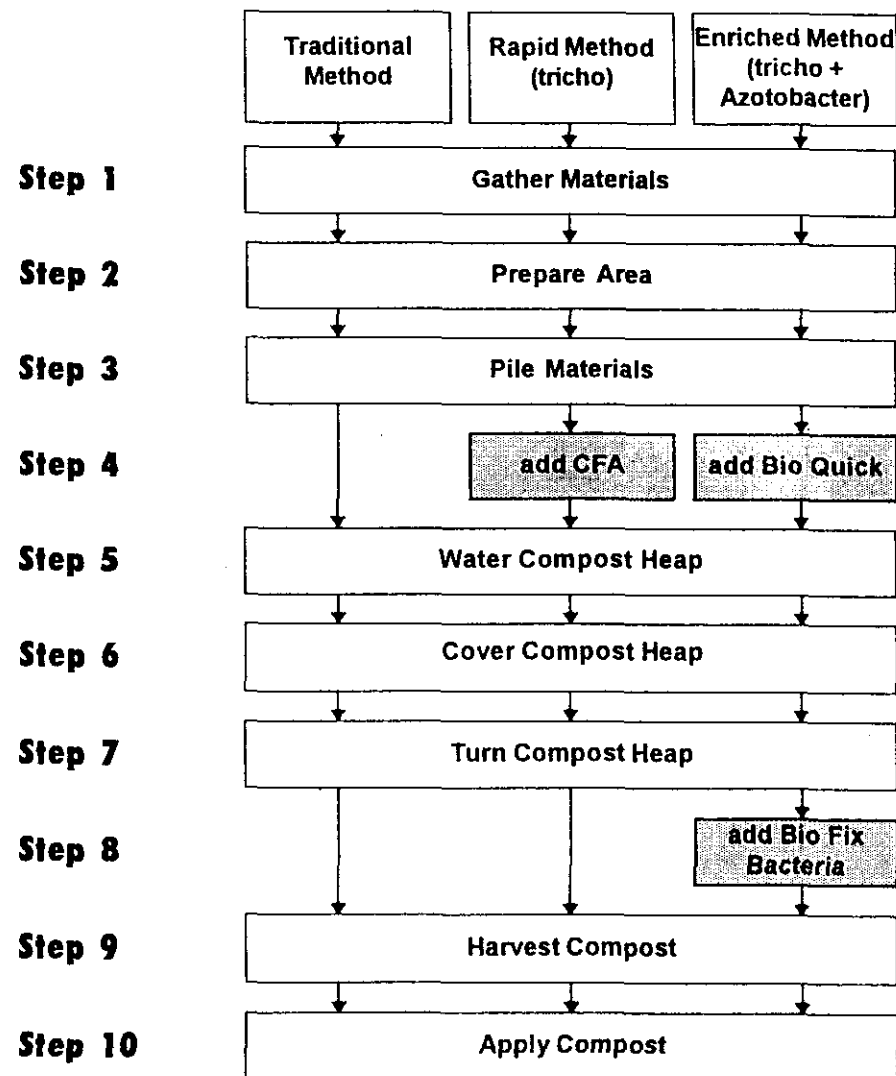 Traditional
Method
Rapid Method
(tricho)
Enriched Method
(tricho +
Azotobacter)
Step 1
Gather Materials
Step 2
Prepare Area
Step 3
Pile Materials
Step 4
add CFA
add Bio Quick
Step 5
Water Compost Heap
Step 6
Cover Compost Heap
Step 7
Turn Compost Heap
Step 8
add Bio Fix
Bacteria
Step 9
Harvest Compost
Step 10
Apply Compost